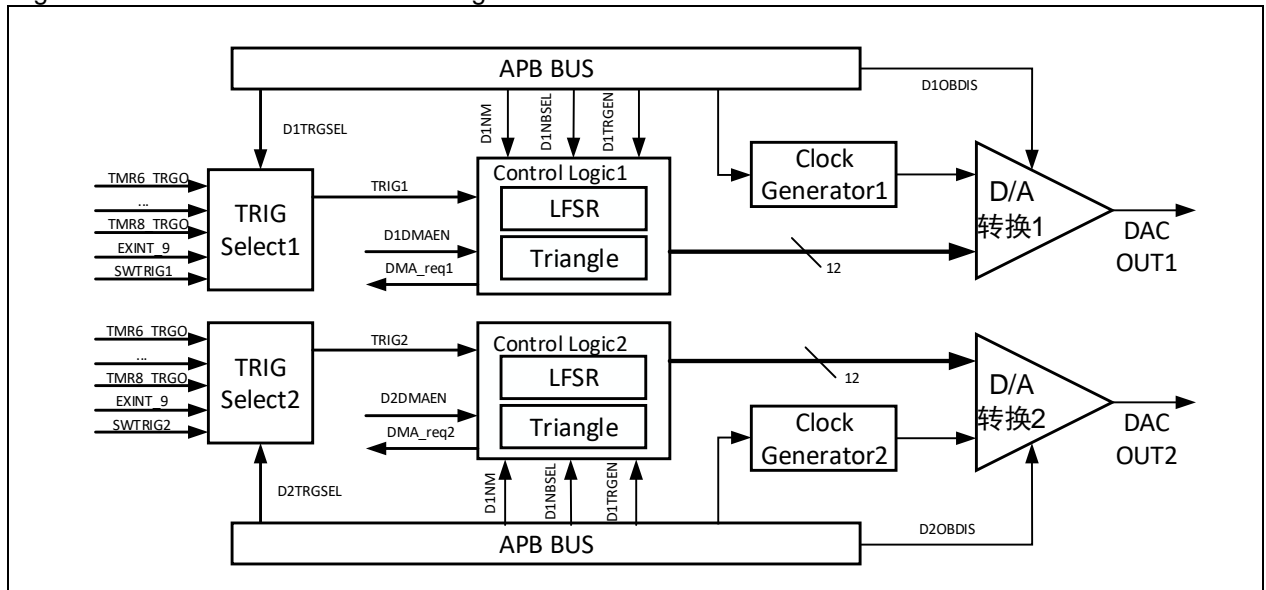 APB BUS
D1OBDIS
D1TRGSEL
D1NM
D1NBSEL
D1TRGEN
TMR6_TRGO
...
TMR8_TRGO
EXINT_9
SWTRIG1
TRIG
Select1
TRIG1
D1DMAEN
DMA_req1
Control Logic1
LFSR
Triangle
12
Clock
Generator1
D/A
转换1
DAC
OUT1
TMR6_TRGO
...
TMR8_TRGO
EXINT_9
SWTRIG2
TRIG
Select2
TRIG2
D2DMAEN
DMA_req2
Control Logic2
LFSR
Triangle
12
Clock
Generator2
D/A
转换2
DAC
OUT2
D2TRGSEL
D1NM
D1NBSEL
D1TRGEN
D2OBDIS
APB BUS